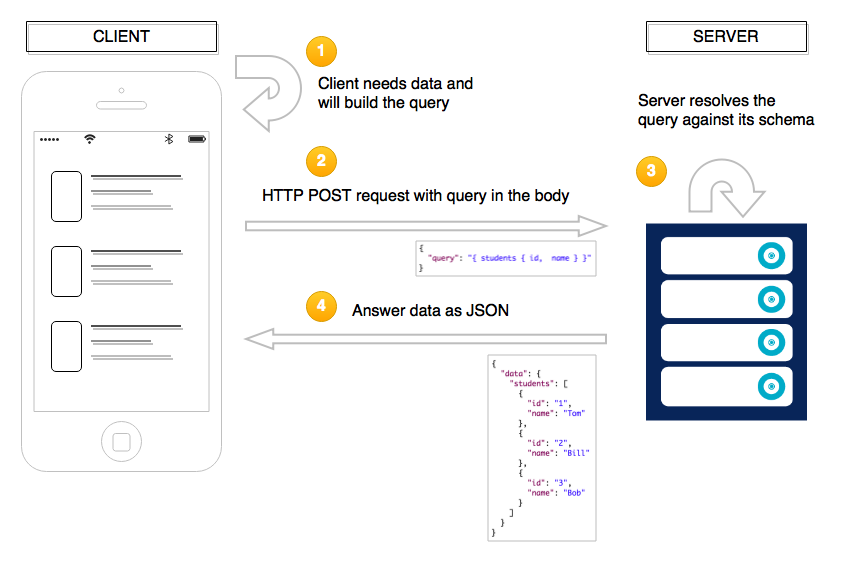 CLIENT
SERVER
1
Client needs data and
will build the query
Server resolves the
query against its schema
2
3
HTTP POST request with query in the body
{
"query": "{ students { id, name } }"
}
4
Answer data as JSON
{
"data": {
"students": [
{
"id": "1",
"name": "Tom"
},
{
"id": "2",
"name": "Bill"
},
{
"id": "3",
"name": "Bob"
}
]
}
}